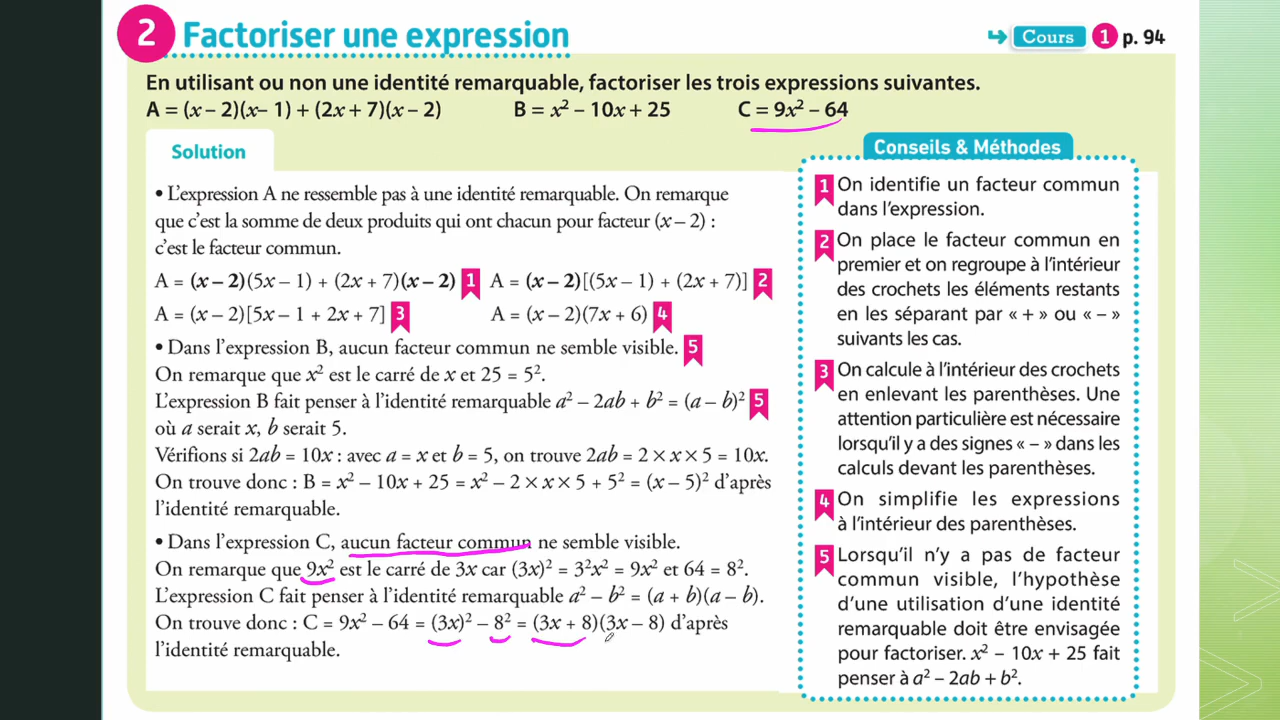 2 Factoriser une expression
Cours 1 p. 94
En utilisant ou non une identité remarquable, factoriser les trois expressions suivantes.
A = (x – 2)(x– 1) + (2x + 7)(x – 2) B = x² – 10x + 25 C = 9x² – 64
Solution
• L'expression A ne ressemble pas à une identité remarquable. On remarque
que c'est la somme de deux produits qui ont chacun pour facteur (x – 2) :
c'est le facteur commun.
A = (x – 2)(5x – 1) + (2x + 7)(x – 2) 1 A = (x – 2)[(5x – 1) + (2x + 7)] 2
A = (x – 2)[5x – 1 + 2x + 7] 3 A = (x – 2)(7x + 6) 4
• Dans l'expression B, aucun facteur commun ne semble visible. 5
On remarque que x² est le carré de x et 25 = 5².
L'expression B fait penser à l'identité remarquable a² – 2ab + b² = (a – b)² 5
où a serait x, b serait 5.
Vérifions si 2ab = 10x : avec a = x et b = 5, on trouve 2ab = 2 × x × 5 = 10x.
On trouve donc : B = x² – 10x + 25 = x² – 2 × x × 5 + 5² = (x – 5)² d'après
l'identité remarquable.
• Dans l'expression C, aucun facteur commun ne semble visible.
On remarque que 9x² est le carré de 3x car (3x)² = 3²x² = 9x² et 64 = 8².
L'expression C fait penser à l'identité remarquable a² – b² = (a + b)(a – b).
On trouve donc : C = 9x² – 64 = (3x)² – 8² = (3x + 8)(3x – 8) d'après
l'identité remarquable.
Conseils & Méthodes
1 On identifie un facteur commun
dans l'expression.
2 On place le facteur commun en
premier et on regroupe à l'intérieur
des crochets les éléments restants
en les séparant par « + » ou « – »
suivants les cas.
3 On calcule à l'intérieur des crochets
en enlevant les parenthèses. Une
attention particulière est nécessaire
lorsqu'il y a des signes « – » dans les
calculs devant les parenthèses.
4 On simplifie les expressions
à l'intérieur des parenthèses.
5 Lorsqu'il n'y a pas de facteur
commun visible, l'hypothèse
d'une utilisation d'une identité
remarquable doit être envisagée
pour factoriser. x² – 10x + 25 fait
penser à a² – 2ab + b².